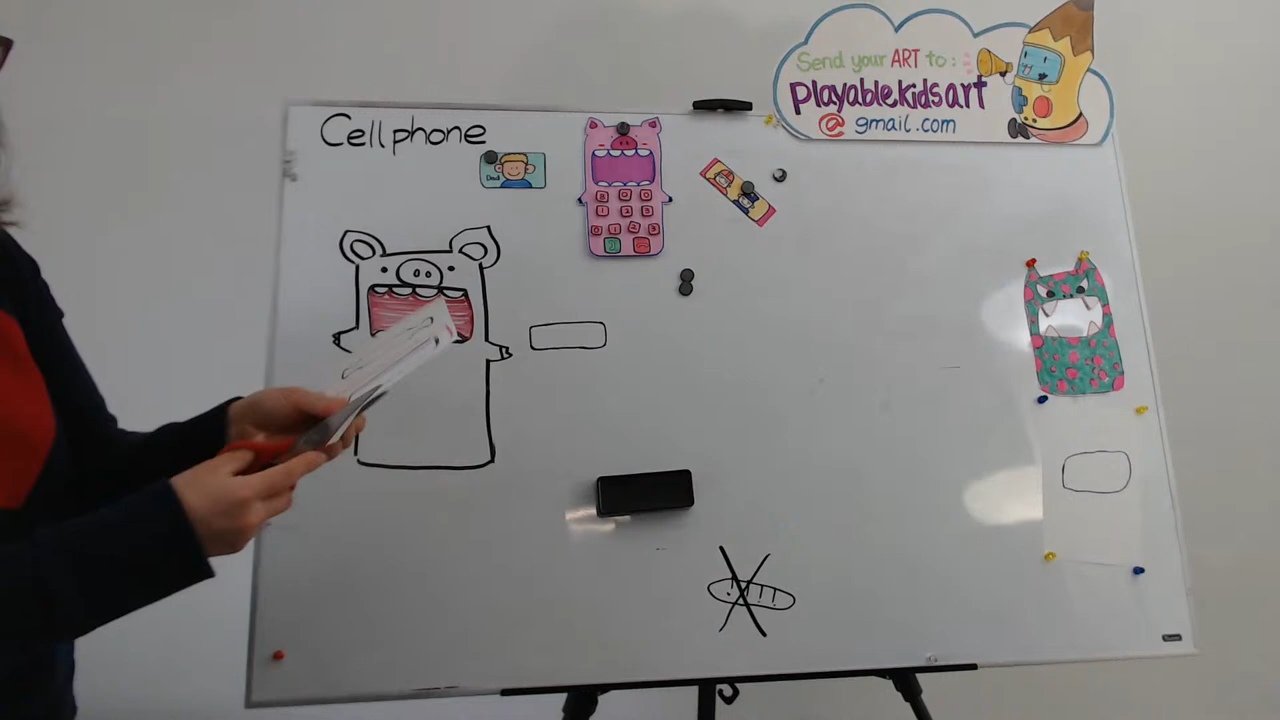 Cellphone
Send your ART to:
playablekidsart
@ gmail.com
Dad